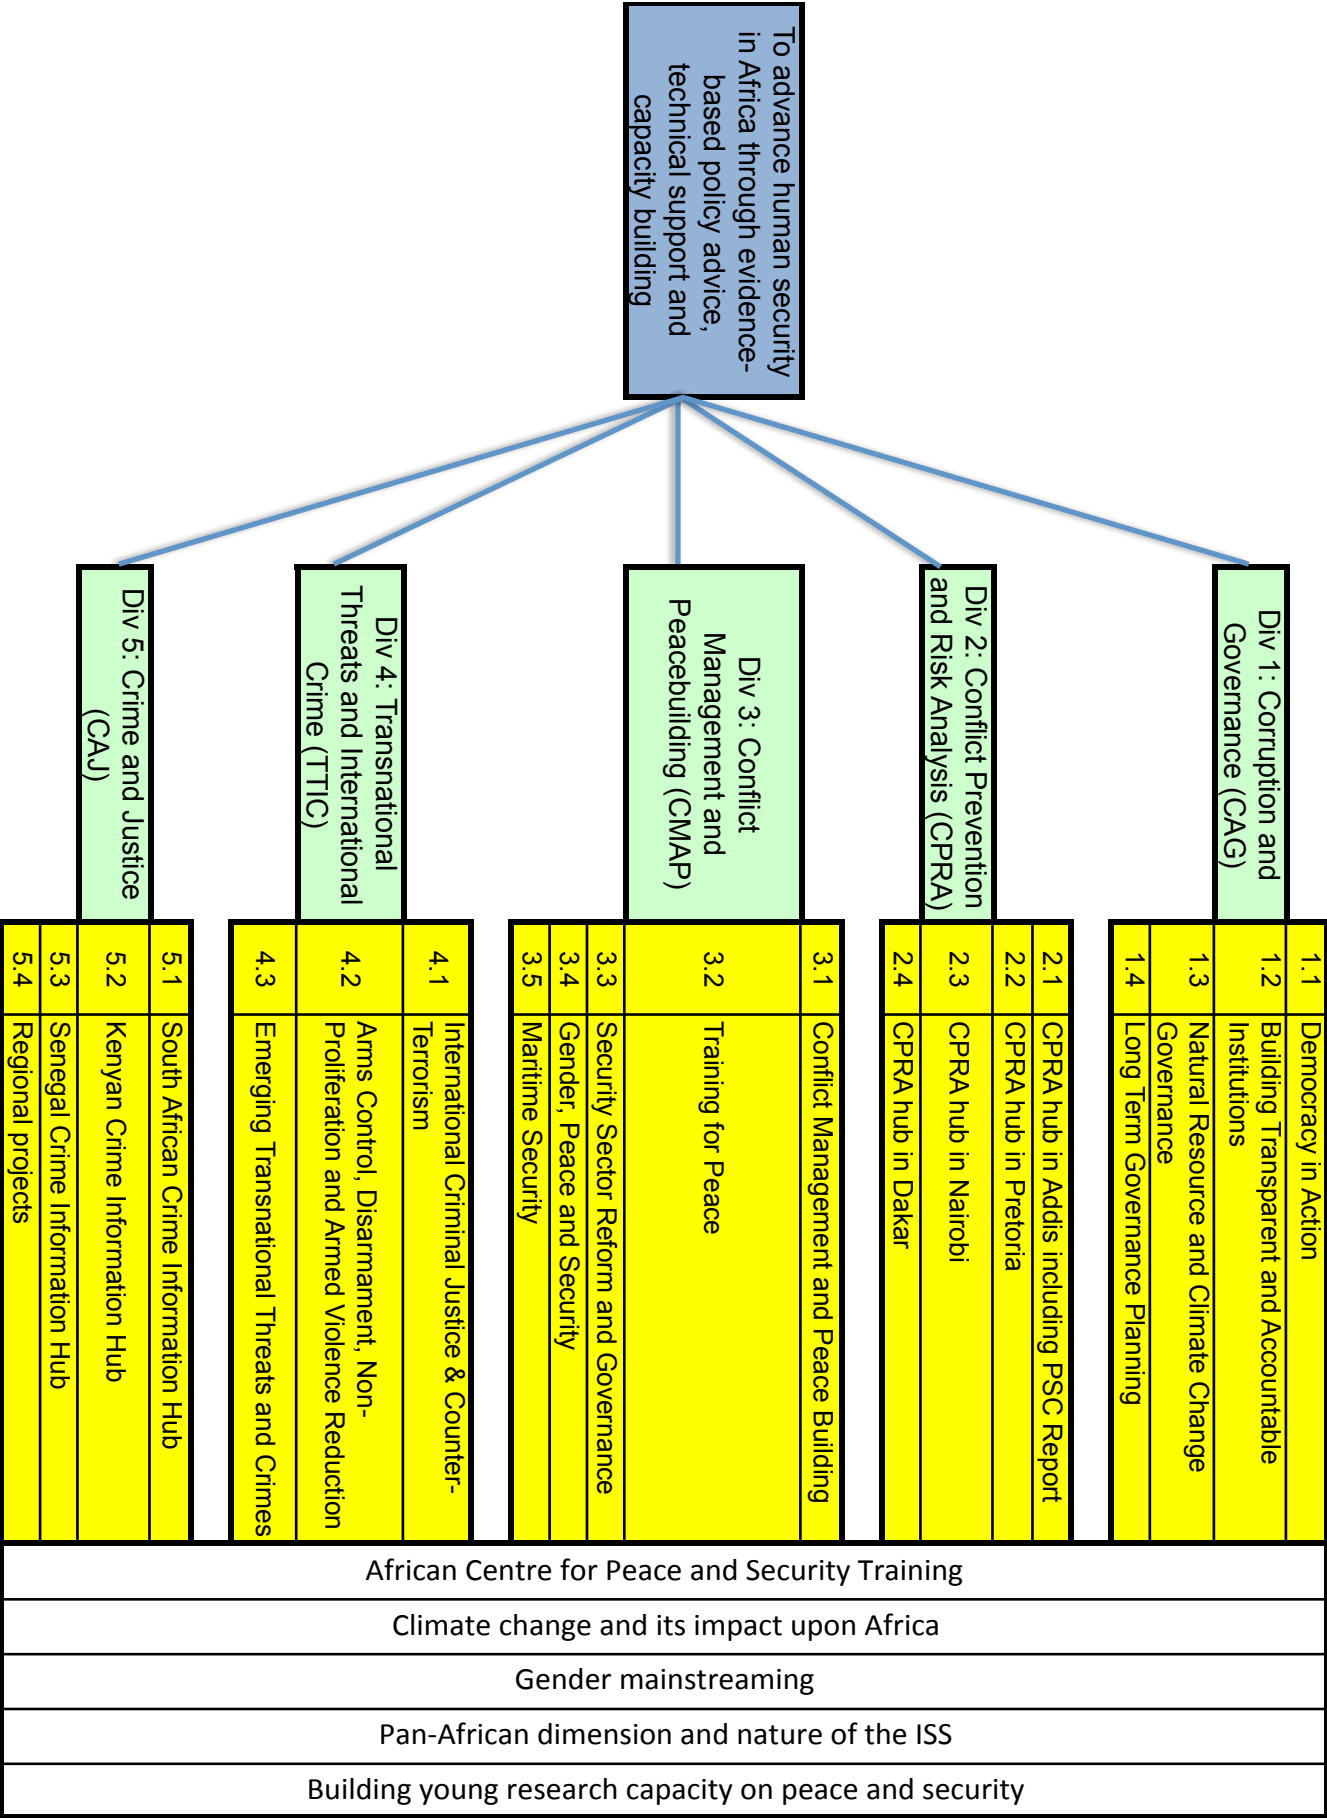 To advance human security
in Africa through evidence-
based policy advice,
technical support and
capacity building
Div 1: Corruption and
Governance (CAG)
1.1 Democracy in Action
1.2 Building Transparent and Accountable
Institutions
1.3 Natural Resource and Climate Change
Governance
1.4 Long Term Governance Planning
Div 2: Conflict Prevention
and Risk Analysis (CPRA)
2.1 CPRA hub in Addis including PSC Report
2.2 CPRA hub in Pretoria
2.3 CPRA hub in Nairobi
2.4 CPRA hub in Dakar
Div 3: Conflict
Management and
Peacebuilding (CMAP)
3.1 Conflict Management and Peace Building
3.2 Training for Peace
3.3 Security Sector Reform and Governance
3.4 Gender, Peace and Security
3.5 Maritime Security
Div 4: Transnational
Threats and International
Crime (TTIC)
4.1 International Criminal Justice & Counter-
Terrorism
4.2 Arms Control, Disarmament, Non-
Proliferation and Armed Violence Reduction
4.3 Emerging Transnational Threats and Crimes
Div 5: Crime and Justice
(CAJ)
5.1 South African Crime Information Hub
5.2 Kenyan Crime Information Hub
5.3 Senegal Crime Information Hub
5.4 Regional projects
African Centre for Peace and Security Training
Climate change and its impact upon Africa
Gender mainstreaming
Pan-African dimension and nature of the ISS
Building young research capacity on peace and security